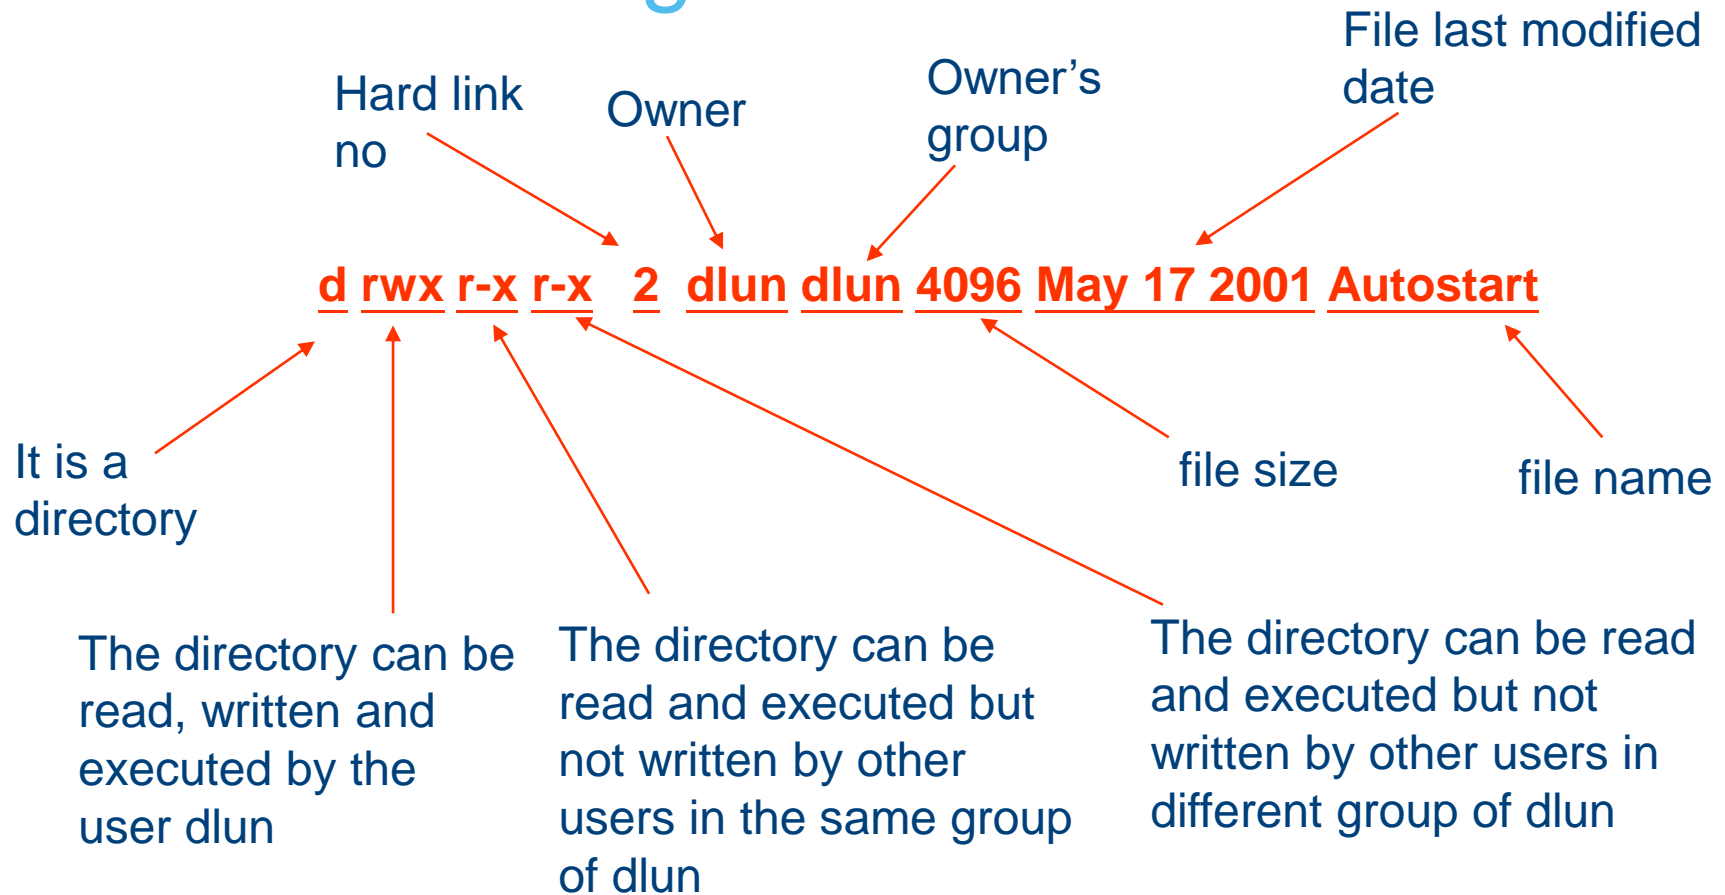 File last modified
date
Hard link
no
Owner
Owner's
group
d rwx r-x r-x 2 dlun dlun 4096 May 17 2001 Autostart
It is a
directory
file size
file name
The directory can be
read, written and
executed by the
user dlun
The directory can be
read and executed but
not written by other
users in the same group
of dlun
The directory can be read
and executed but not
written by other users in
different group of dlun